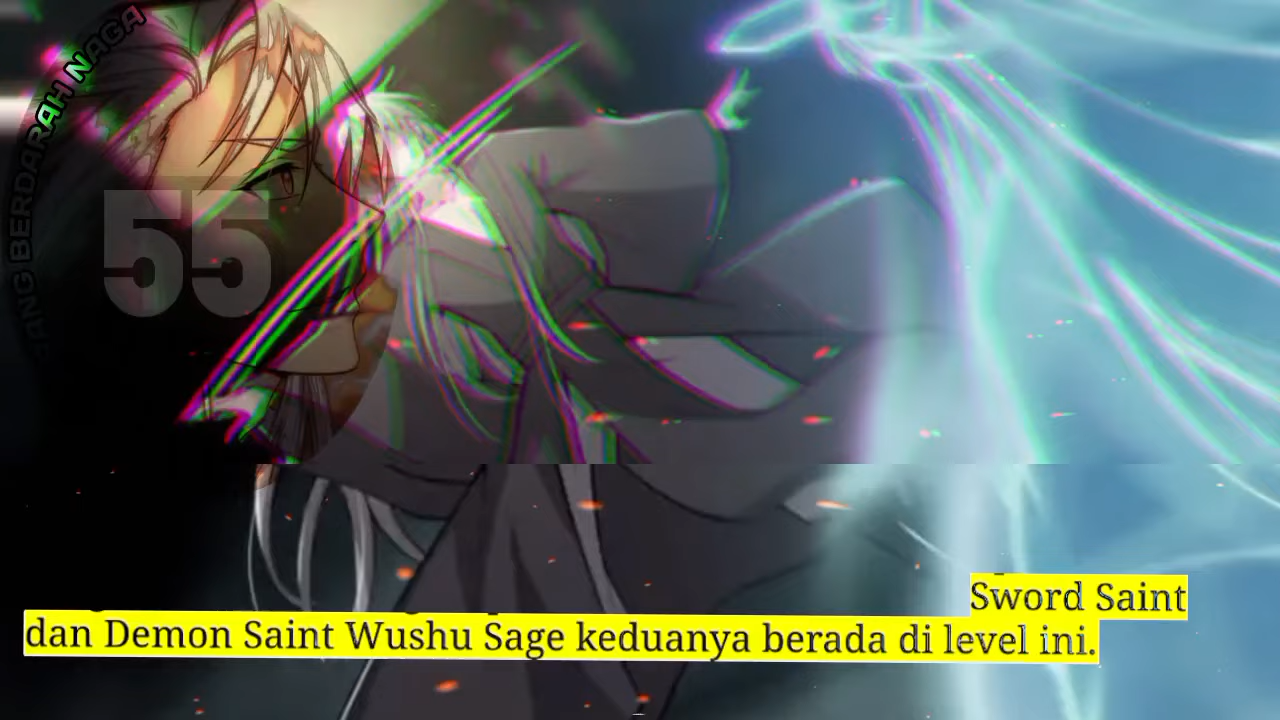 SANG BERDARAH NAGA
55
Sword Saint
dan Demon Saint Wushu Sage keduanya berada di level ini.